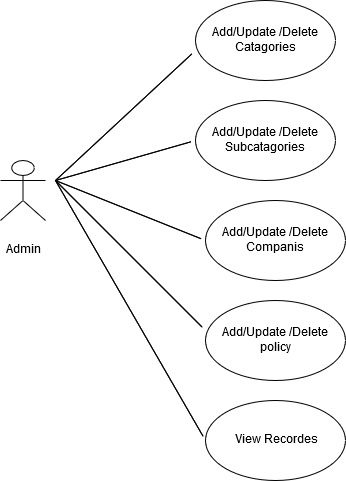 Add/Update /Delete
Catagories
Add/Update /Delete
Subcatagories
Admin
Add/Update /Delete
Companis
Add/Update /Delete
policy
View Recordes